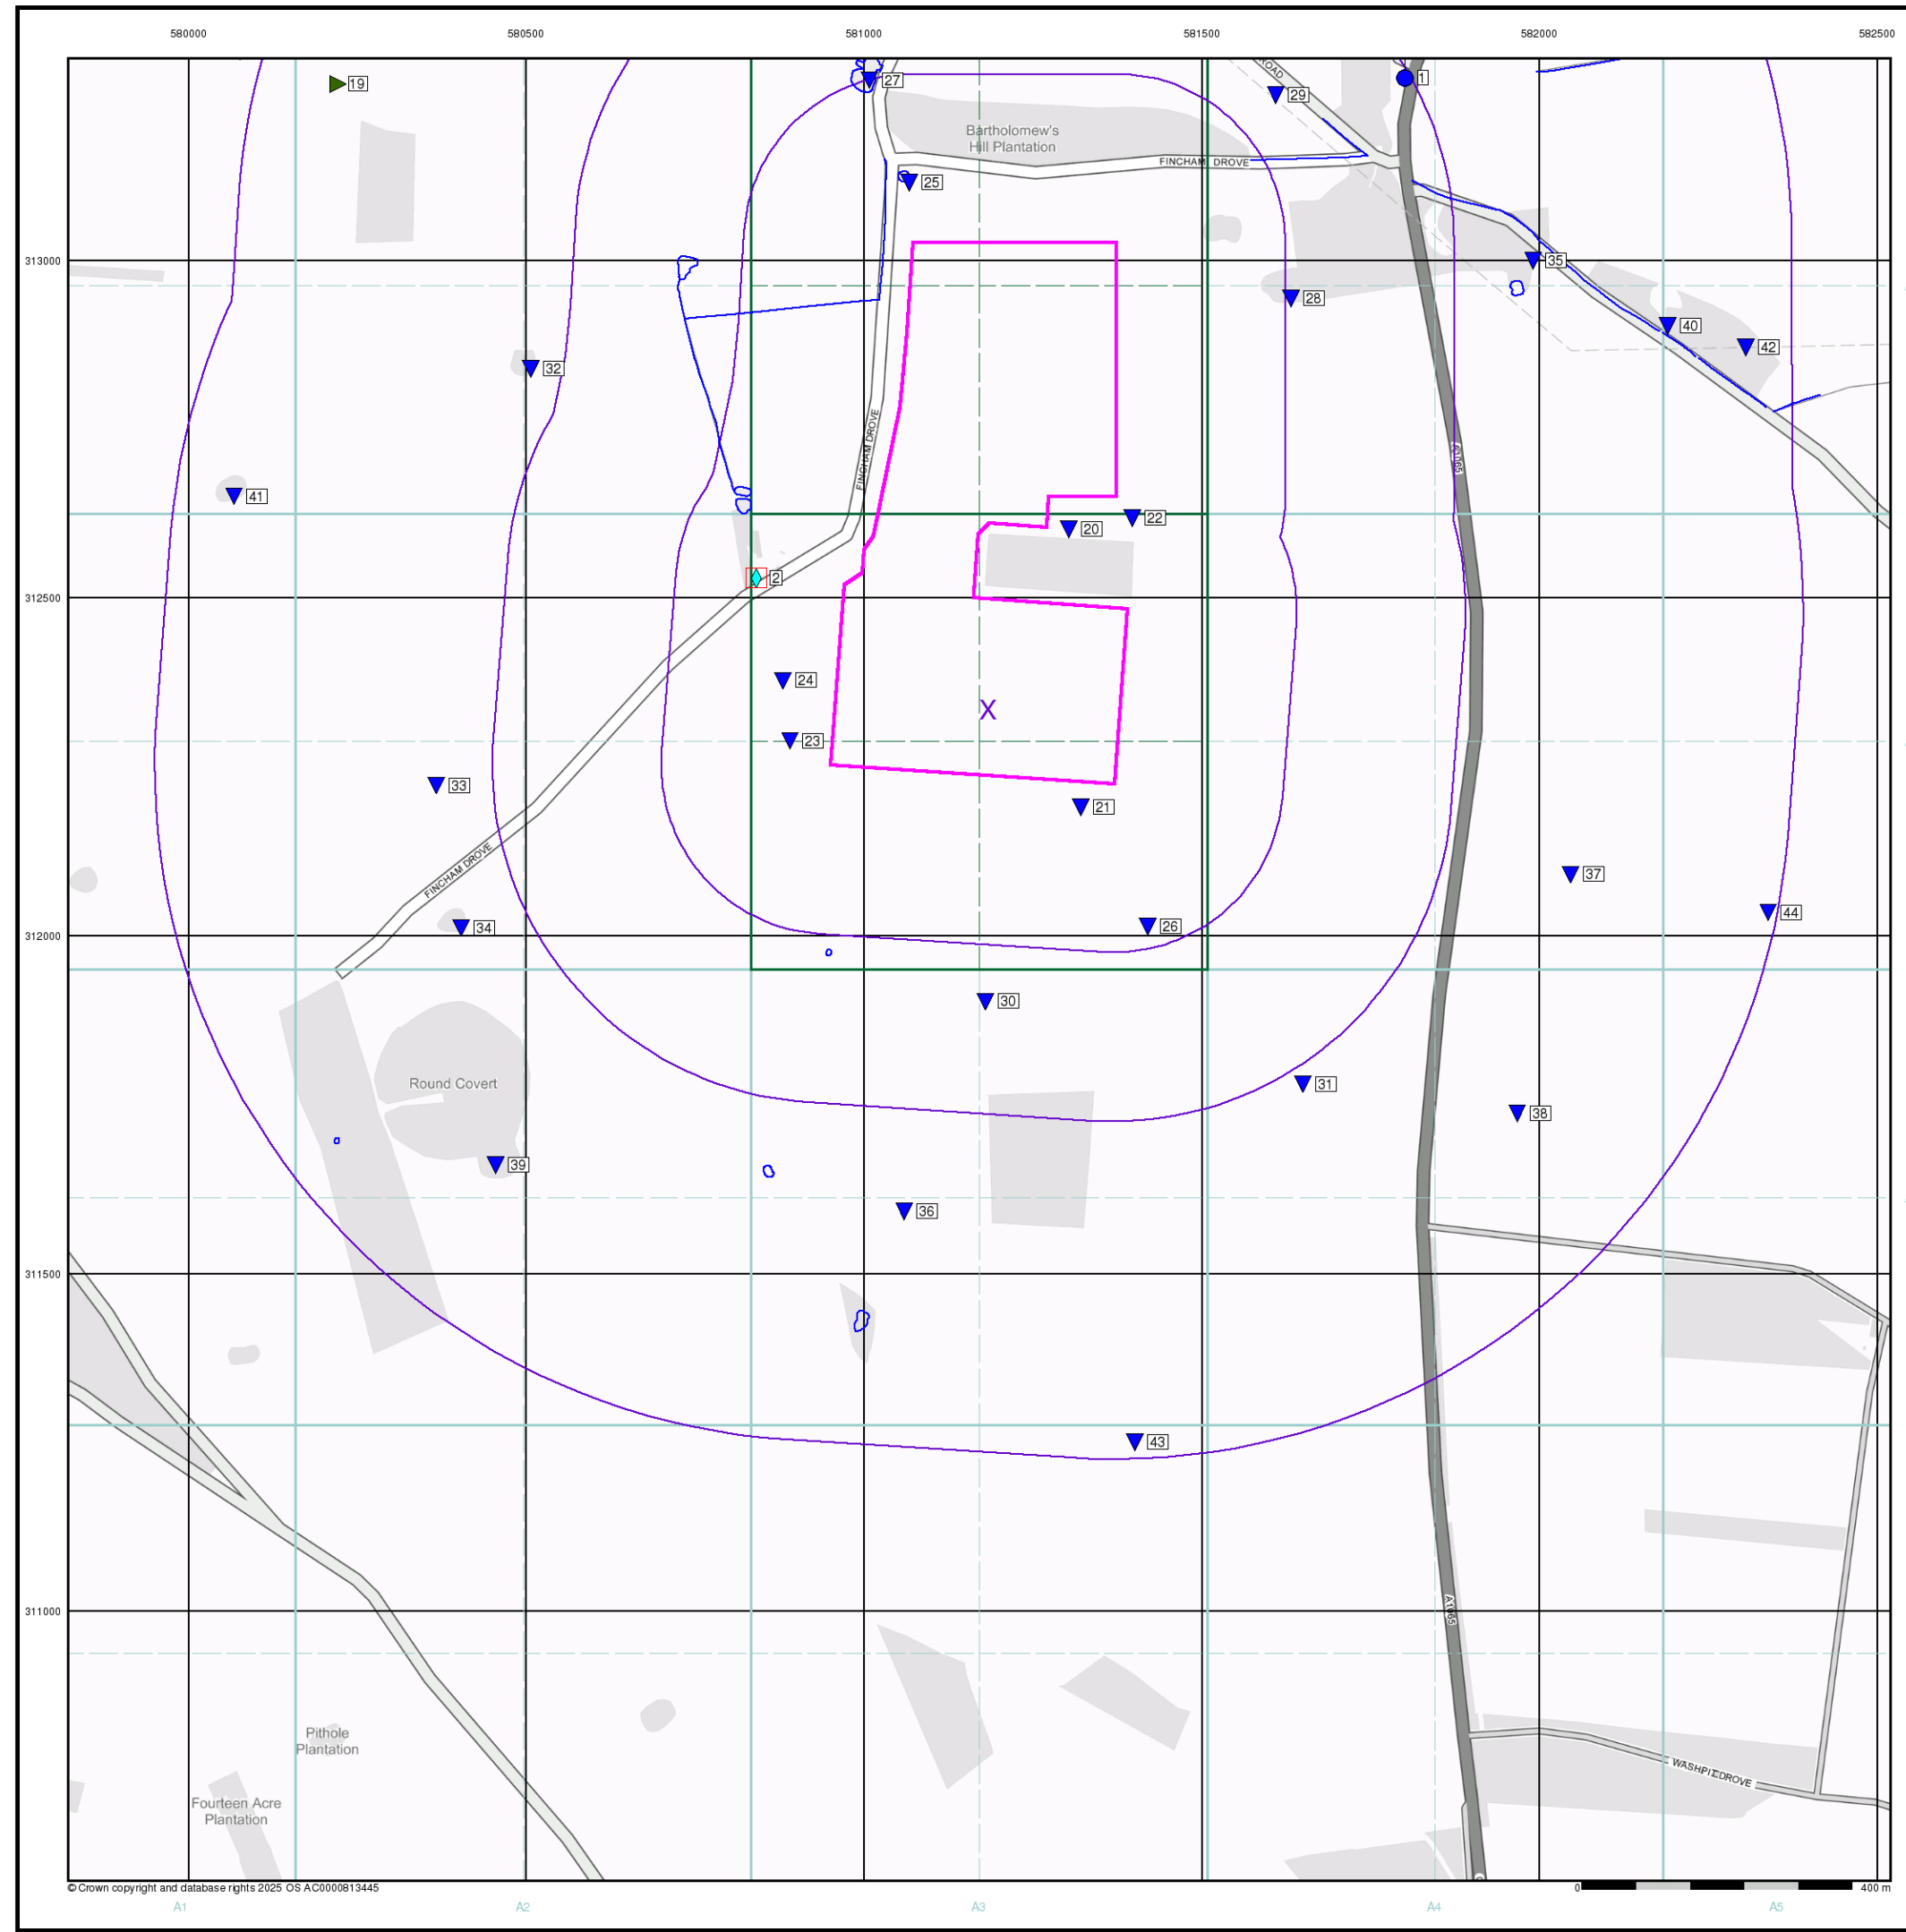 580000 580500 581000 581500 582000 582500
19
27
1
ROAD
29
Bartholomew's
Hill Plantation
FINCHAM DROVE
25
313000
35
28
40
42
32
FINCHAM DROVE
A1065
41
22
20
2
312500
24
X
23
33
21
FINCHAM DROVE
37
44
34
26
312000
30
Round Covert
31
38
39
36
311500
43
A1065
311000
Pithole
Plantation
WASHPIT DROVE
Fourteen Acre
Plantation
© Crown copyright and database rights 2025 OS AC0000813445
0 400 m
A1 A2 A3 A4 A5